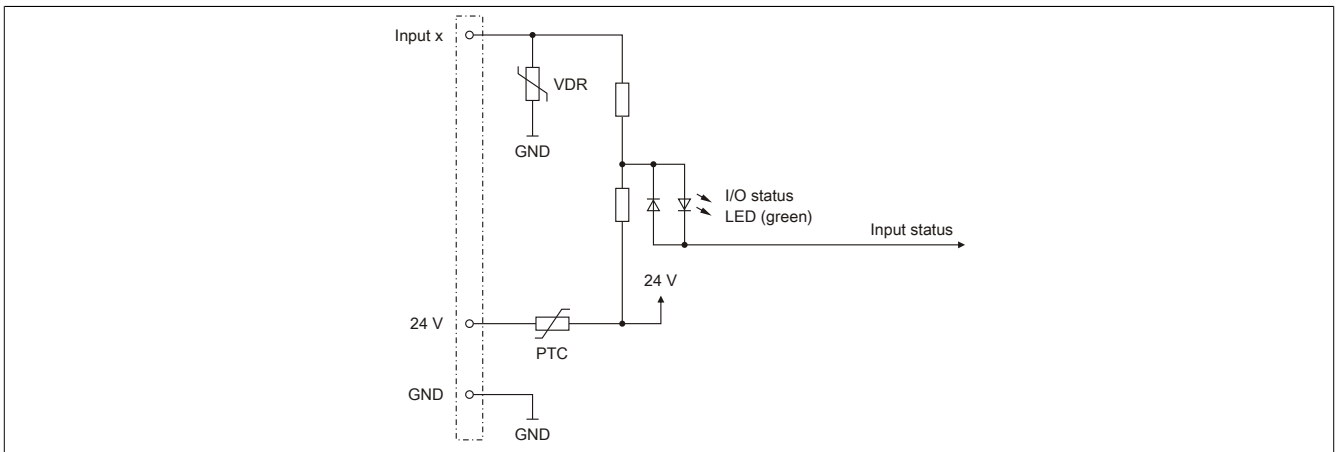 Input x
VDR
GND
I/O status
LED (green)
Input status
24 V
24 V
PTC
GND
GND